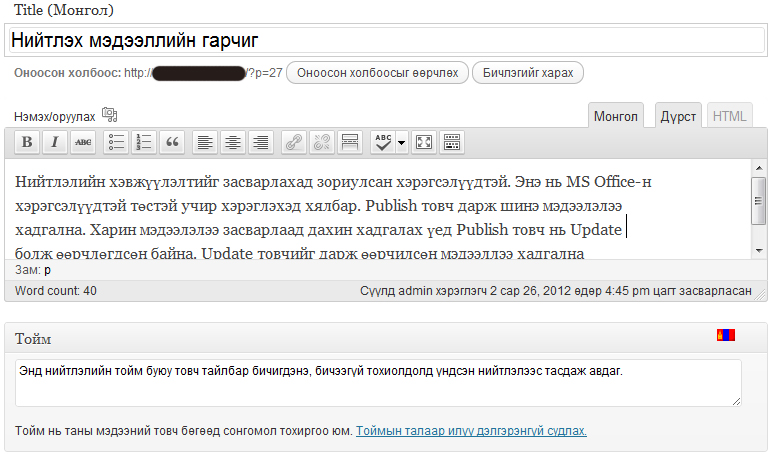 Title (Монгол)
Нийтлэх мэдээллийн гарчиг
Оноосон холбоос: http:// /?p=27 Оноосон холбоосыг өөрчлөх Бичлэгийг харах
Нэмэх/оруулах Монгол Дүрст HTML
B I ABC ABC
Нийтлэлийн хэвжүүлэлтийг засварлахад зориулсан хэрэгсэлүүдтэй. Энэ нь MS Office-н
хэрэгсэлүүдтэй төстэй учир хэрэглэхэд хялбар. Publish товч дарж шинэ мэдээлэлээ
хадгална. Харин мэдээлэлээ засварлаад дахин хадгалах үед Publish товч нь Update
болж өөрчлөгдсөн байна. Update товчийг дарж өөрчилсөн мэдээллээ хадгална
Зам: p
Word count: 40 Сүүлд admin хэрэглэгч 2 сар 26, 2012 өдөр 4:45 pm цагт засварласан
Тойм
Энд нийтлэлийн тойм буюу товч тайлбар бичигдэнэ, бичээгүй тохиолдолд үндсэн нийтлэлээс тасдаж авдаг.
Тойм нь таны мэдээний товч бөгөөд сонгомол тохиргоо юм. Тоймын талаар илүү дэлгэрэнгүй судлах.